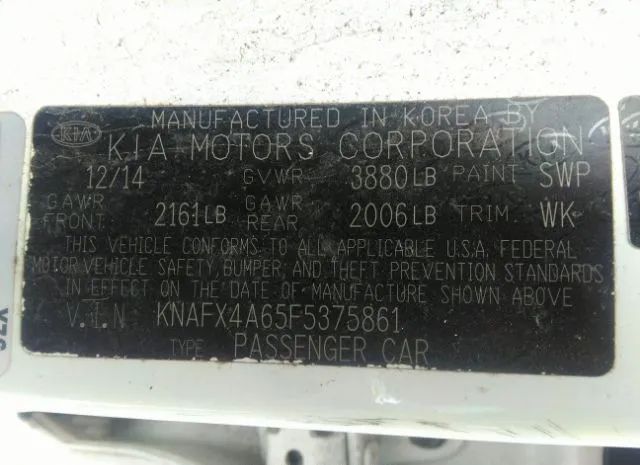 MANUFACTURED IN KOREA B
KIA KIA MOTORS CORPORATION
12/14 GVWR 3880LB PAINT SWP
GAWR FRONT 2161LB GAWR REAR 2006LB TRIM WK
THIS VEHICLE CONFORMS TO ALL APPLICABLE U.S.A. FEDERAL
MOTOR VEHICLE SAFETY, BUMPER, AND THEFT PREVENTION STANDARDS
IN EFFECT ON THE DATE OF MANUFACTURE SHOWN ABOVE
V.I.N KNAFX4A65F5375861
TYPE PASSENGER CAR